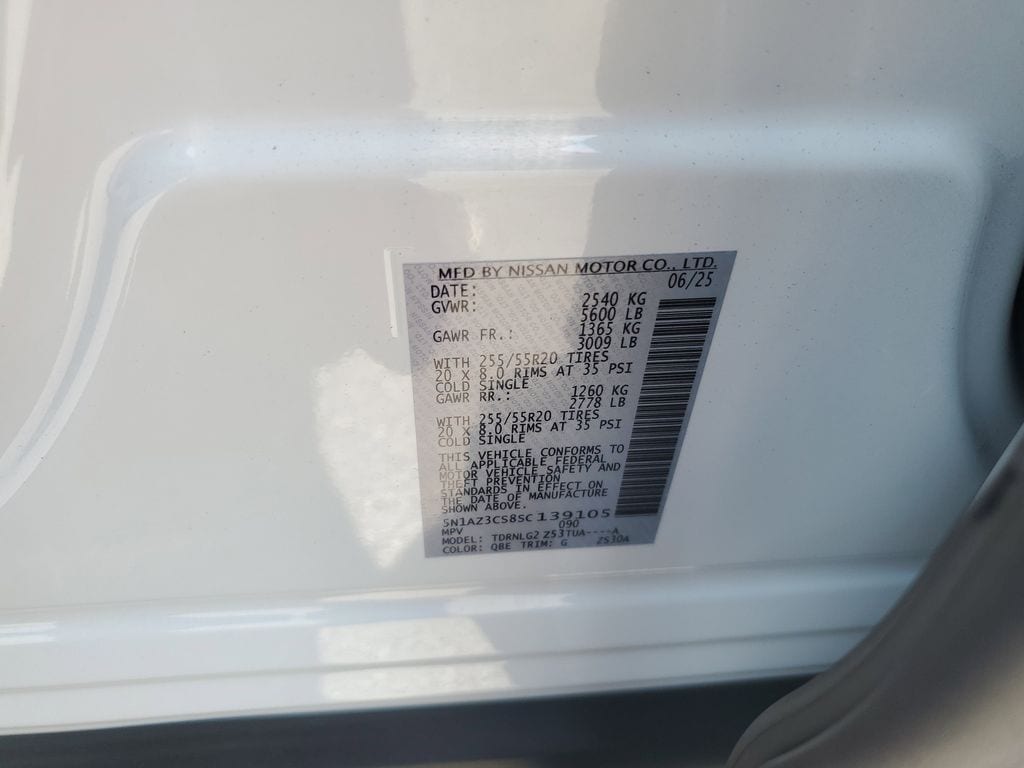 MFD BY NISSAN MOTOR CO., LTD.
DATE: 06/25
GVWR: 2540 KG
5600 LB
GAWR FR.: 1365 KG
3009 LB
WITH 255/55R20 TIRES
20 X 8.0 RIMS AT 35 PSI
COLD SINGLE
GAWR RR.: 1260 KG
2778 LB
WITH 255/55R20 TIRES
20 X 8.0 RIMS AT 35 PSI
COLD SINGLE
THIS VEHICLE CONFORMS TO
ALL APPLICABLE FEDERAL
MOTOR VEHICLE SAFETY AND
THEFT PREVENTION
STANDARDS IN EFFECT ON
THE DATE OF MANUFACTURE
SHOWN ABOVE.
5N1AZ3CS8SC139105
MPV 090
MODEL: TDRNLG2 Z53TUA----A
COLOR: QBE TRIM: G ZS30A